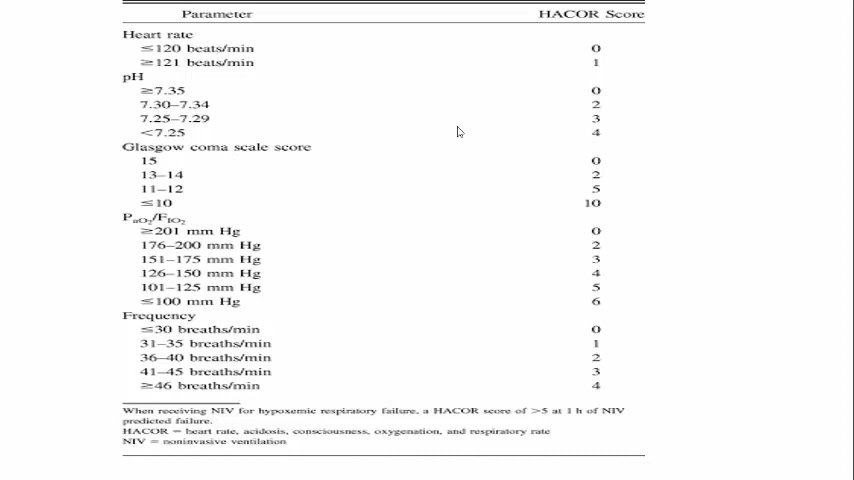 Parameter HACOR Score
Heart rate
≤120 beats/min 0
≥121 beats/min 1
pH
≥7.35 0
7.30–7.34 2
7.25–7.29 3
<7.25 4
Glasgow coma scale score
15 0
13–14 2
11–12 5
≤10 10
PaO2/FIO2
≥201 mm Hg 0
176–200 mm Hg 2
151–175 mm Hg 3
126–150 mm Hg 4
101–125 mm Hg 5
≤100 mm Hg 6
Frequency
≤30 breaths/min 0
31–35 breaths/min 1
36–40 breaths/min 2
41–45 breaths/min 3
≥46 breaths/min 4
When receiving NIV for hypoxemic respiratory failure, a HACOR score of >5 at 1 h of NIV
predicted failure.
HACOR = heart rate, acidosis, consciousness, oxygenation, and respiratory rate
NIV = noninvasive ventilation